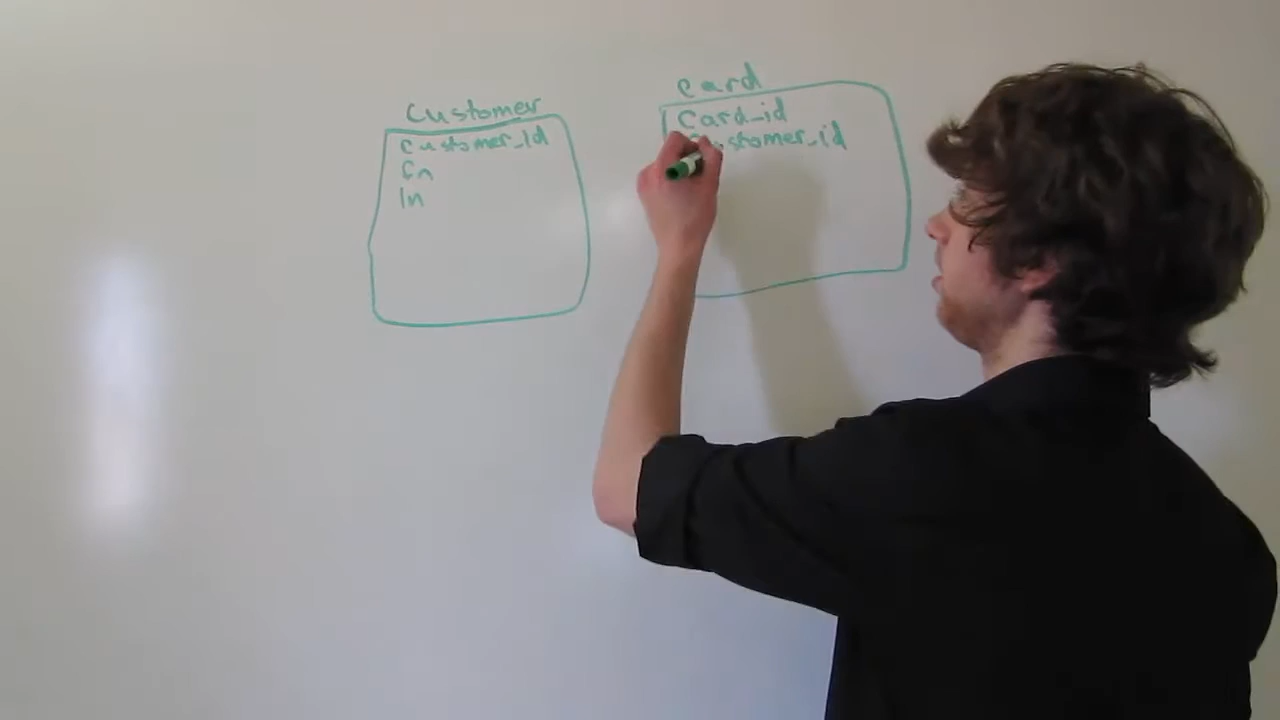 Customer
customer_id
fn
ln
Card
Card_id
customer_id